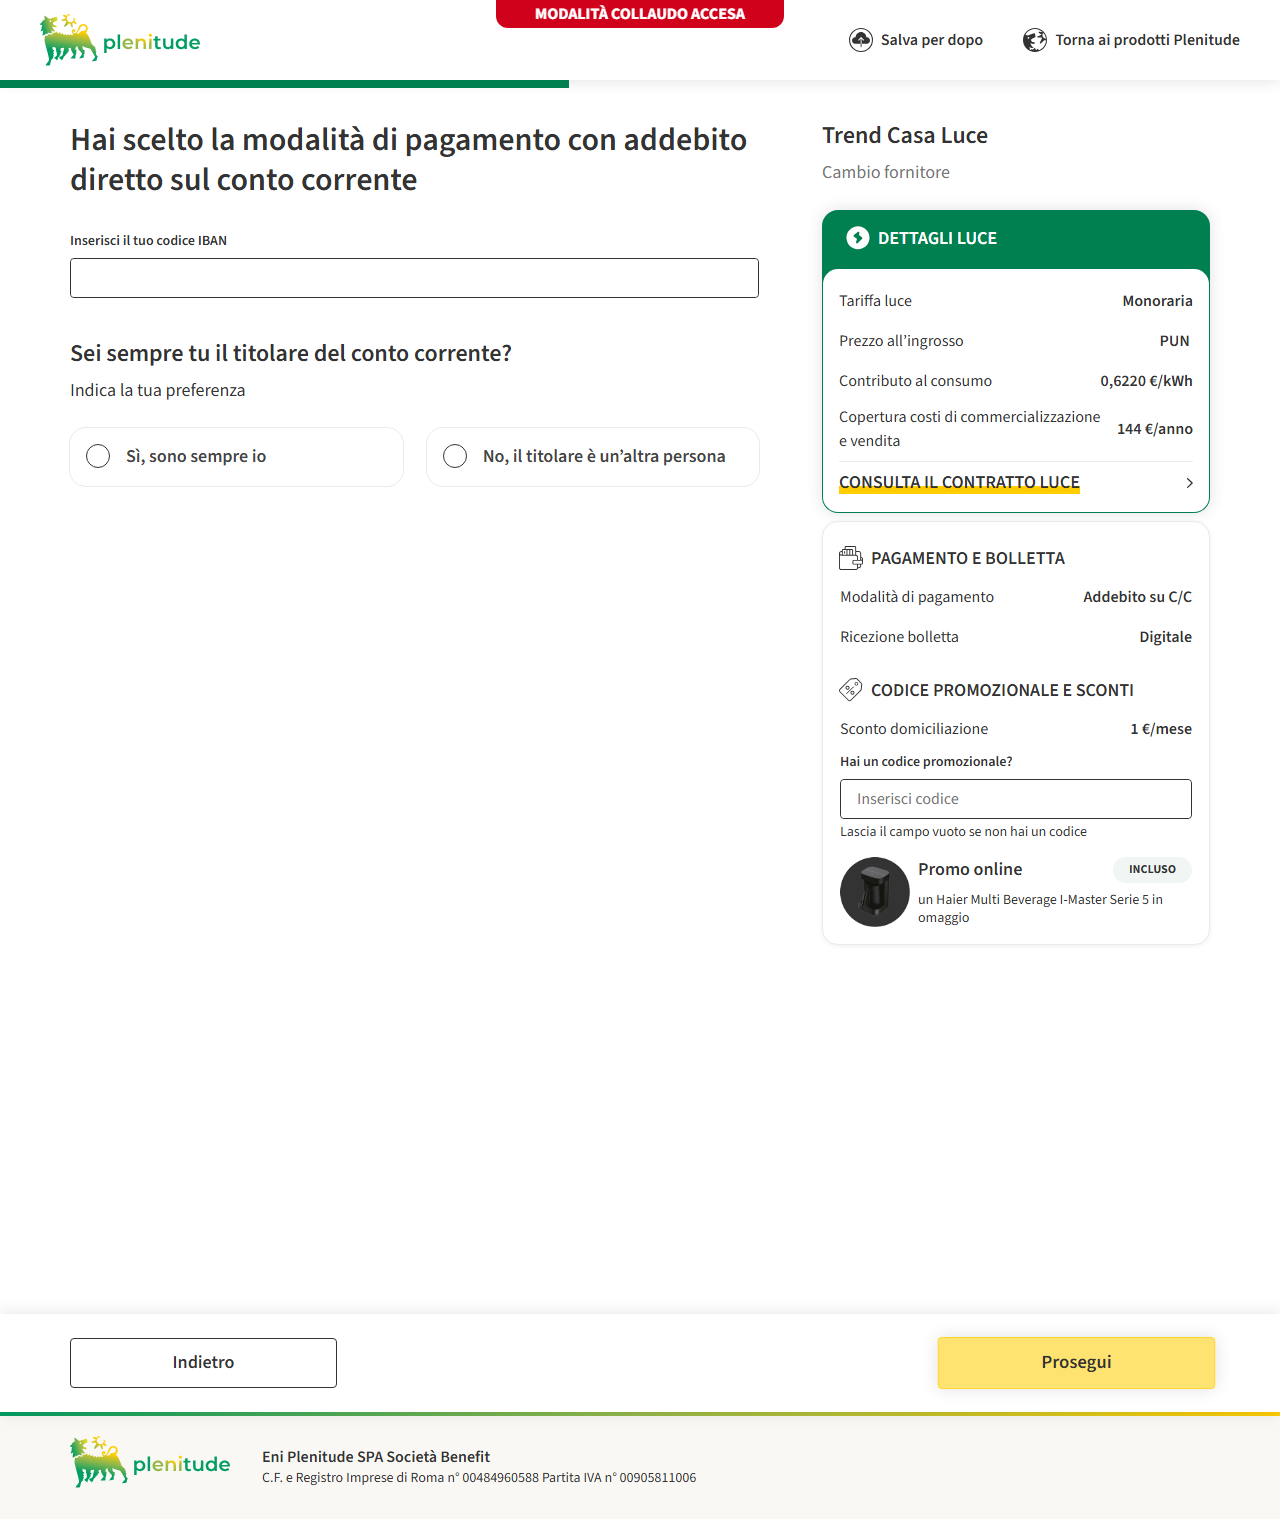 plenitude
MODALITÀ COLLAUDO ACCESA
Salva per dopo
Torna ai prodotti Plenitude
Hai scelto la modalità di pagamento con addebito
diretto sul conto corrente
Inserisci il tuo codice IBAN
Sei sempre tu il titolare del conto corrente?
Indica la tua preferenza
Sì, sono sempre io
No, il titolare è un’altra persona
Trend Casa Luce
Cambio fornitore
DETTAGLI LUCE
Tariffa luce Monoraria
Prezzo all’ingrosso PUN
Contributo al consumo 0,6220 €/kWh
Copertura costi di commercializzazione
e vendita 144 €/anno
CONSULTA IL CONTRATTO LUCE
PAGAMENTO E BOLLETTA
Modalità di pagamento Addebito su C/C
Ricezione bolletta Digitale
CODICE PROMOZIONALE E SCONTI
Sconto domiciliazione 1 €/mese
Hai un codice promozionale?
Inserisci codice
Lascia il campo vuoto se non hai un codice
Promo online INCLUSO
un Haier Multi Beverage I-Master Serie 5 in
omaggio
Indietro
Prosegui
plenitude
Eni Plenitude SPA Società Benefit
C.F. e Registro Imprese di Roma n° 00484960588 Partita IVA n° 00905811006